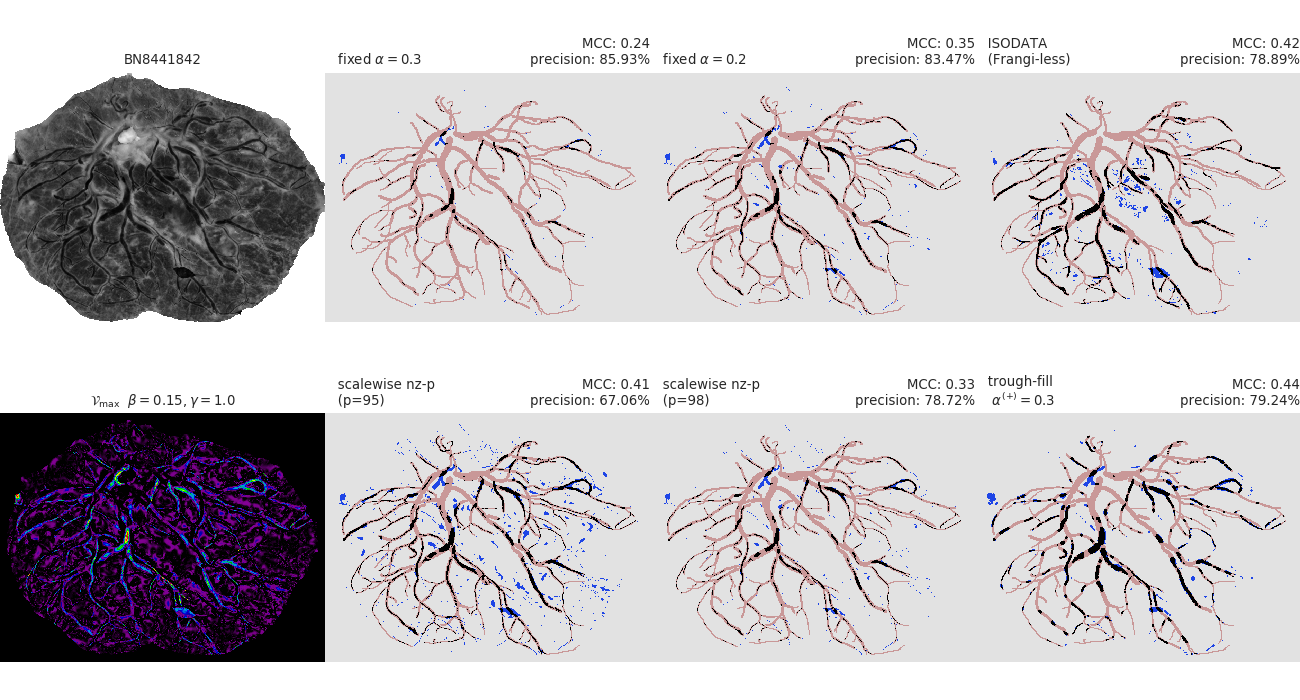 BN8441842
fixed α = 0.3
MCC: 0.24
precision: 85.93%
fixed α = 0.2
MCC: 0.35
precision: 83.47%
ISODATA
(Frangi-less)
MCC: 0.42
precision: 78.89%
𝒱max β = 0.15, γ = 1.0
scalewise nz-p
(p=95)
MCC: 0.41
precision: 67.06%
scalewise nz-p
(p=98)
MCC: 0.33
precision: 78.72%
trough-fill
α(+) = 0.3
MCC: 0.44
precision: 79.24%